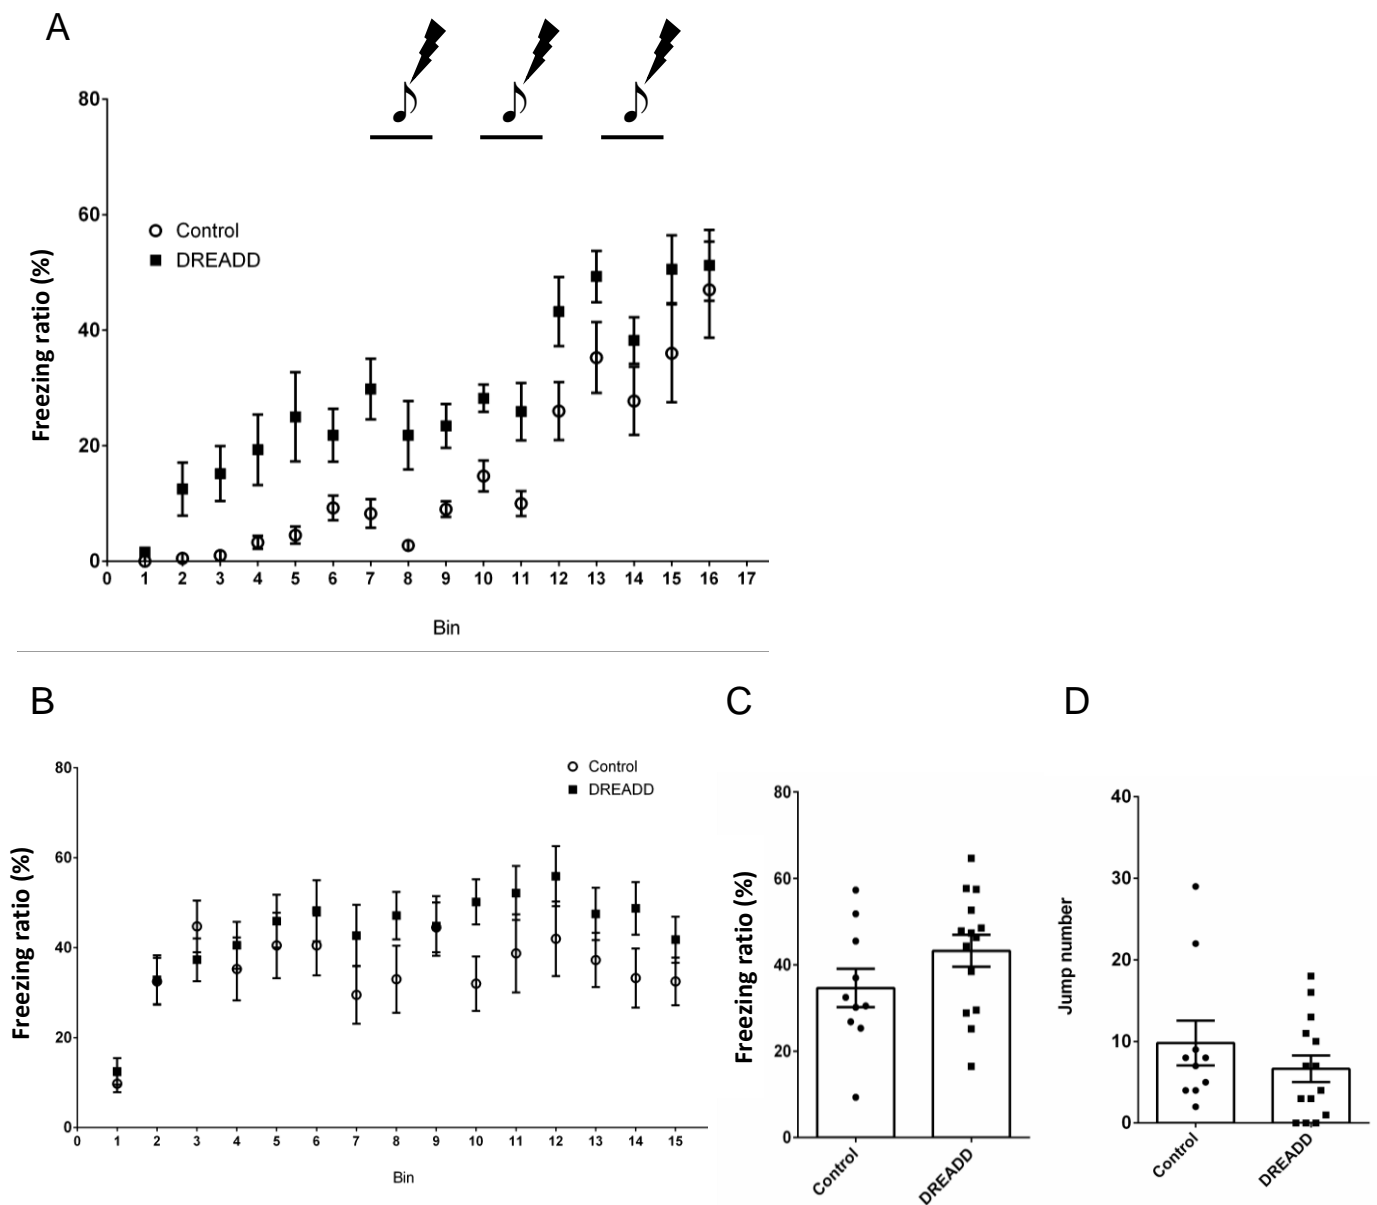 A
80
60
40
20
0
Freezing ratio (%)
Control
DREADD
0 1 2 3 4 5 6 7 8 9 10 11 12 13 14 15 16 17
Bin
B
80
60
40
20
0
Freezing ratio (%)
Control
DREADD
0 1 2 3 4 5 6 7 8 9 10 11 12 13 14 15
Bin
C
80
60
40
20
0
Freezing ratio (%)
Control
DREADD
D
40
30
20
10
0
Jump number
Control
DREADD